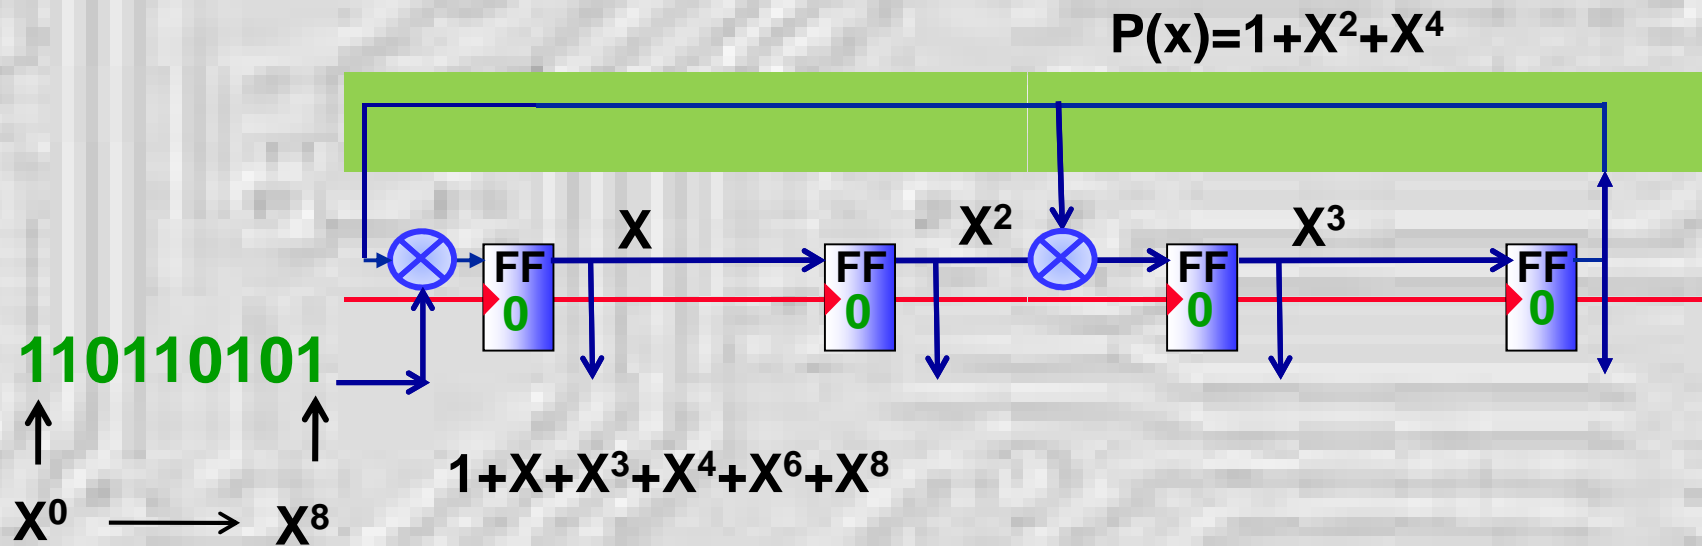 P(x)=1+X²+X⁴
X X² X³
FF FF FF FF
0 0 0 0
110110101
1+X+X³+X⁴+X⁶+X⁸
X⁰ X⁸